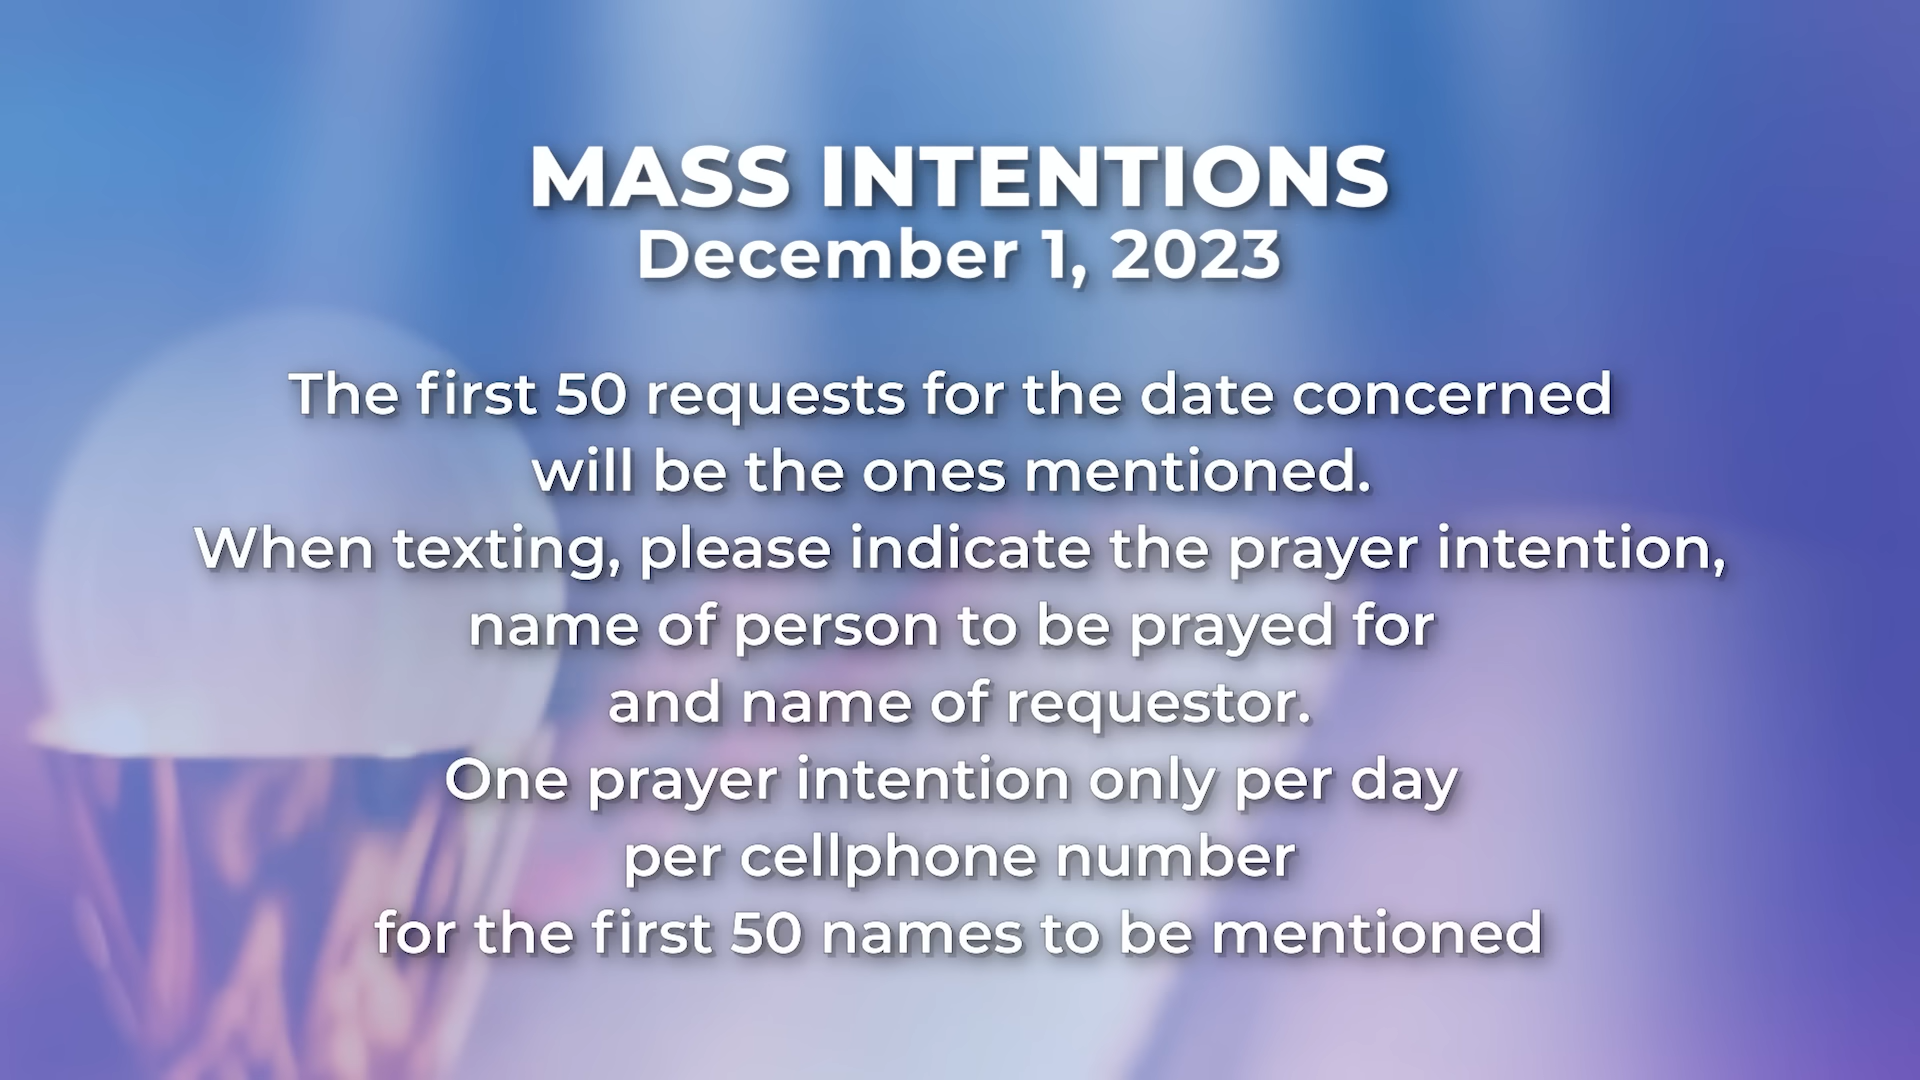 MASS INTENTIONS
December 1, 2023
The first 50 requests for the date concerned
will be the ones mentioned.
When texting, please indicate the prayer intention,
name of person to be prayed for
and name of requestor.
One prayer intention only per day
per cellphone number
for the first 50 names to be mentioned